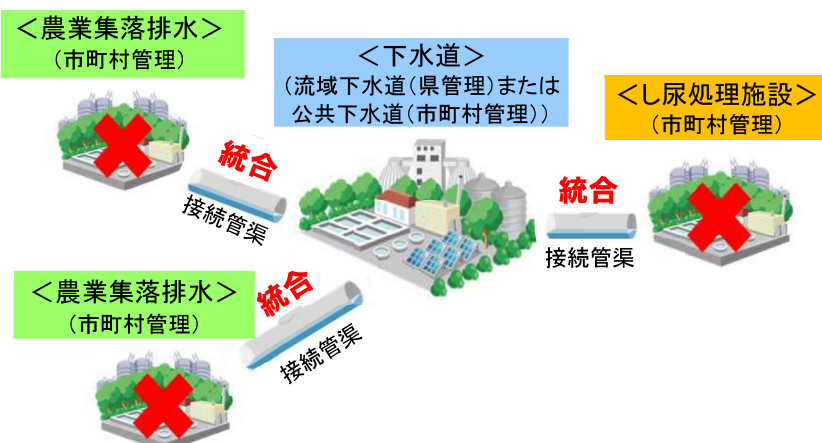 ＜農業集落排水＞
（市町村管理）
＜下水道＞
（流域下水道（県管理）または
公共下水道（市町村管理））
＜し尿処理施設＞
（市町村管理）
統合
接続管渠
統合
接続管渠
＜農業集落排水＞
（市町村管理）
統合
接続管渠